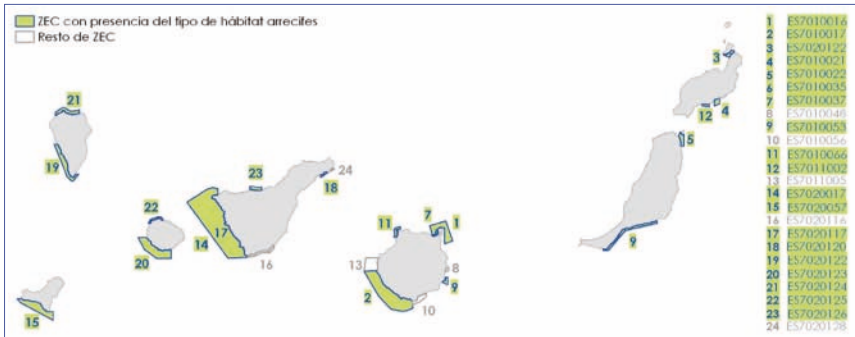 ZEC con presencia del tipo de hábitat arrecifes
Resto de ZEC
1 ES7010016
2 ES7010017
3 ES7020122
4 ES7010021
5 ES7010022
6 ES7010035
7 ES7010037
8 ES7010048
9 ES7010053
10 ES7010056
11 ES7010066
12 ES7011002
13 ES7011005
14 ES7020017
15 ES7020057
16 ES7020116
17 ES7020117
18 ES7020120
19 ES7020122
20 ES7020123
21 ES7020124
22 ES7020125
23 ES7020126
24 ES7020128
3
21
12
4
5
19
23
24
18
22
17
7
1
11
14
9
20
16
13
8
9
2
10
15